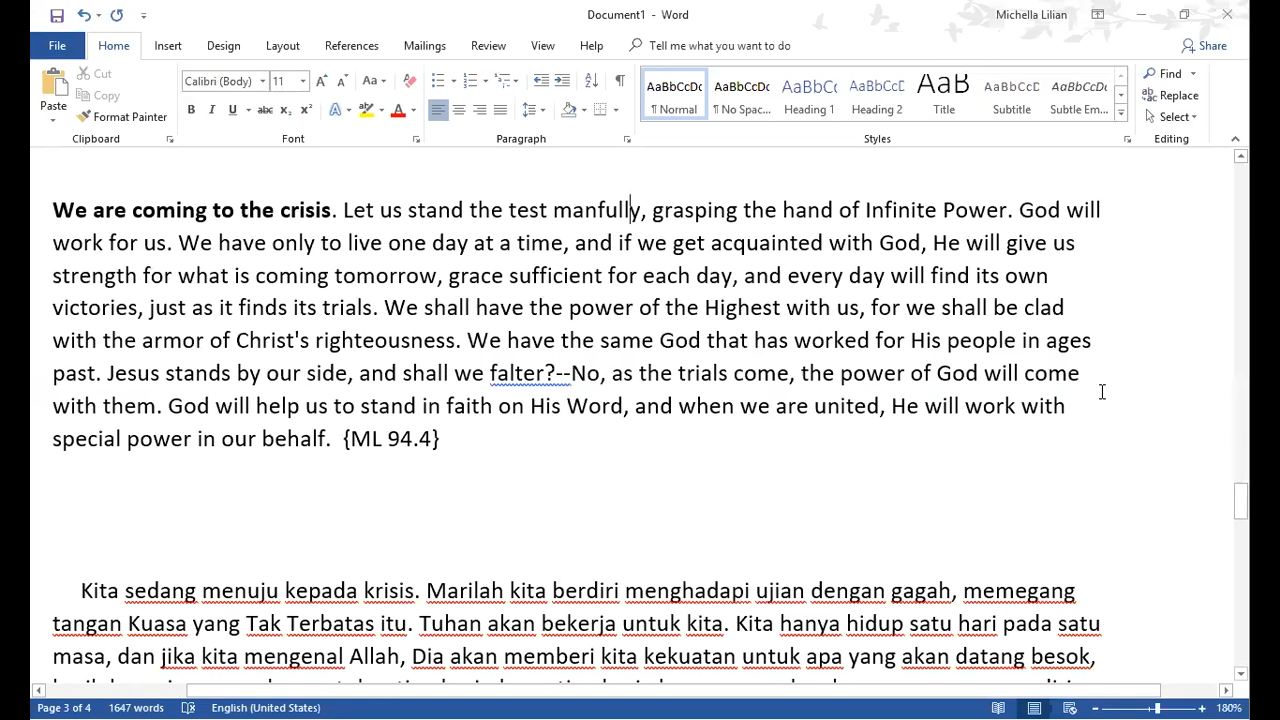 Document1 - Word
Michella Lilian
File Home Insert Design Layout References Mailings Review View Help Tell me what you want to do Share
Cut
Copy
Format Painter
Paste
Clipboard
Calibri (Body) 11
Font
Paragraph
AaBbCcDc AaBbCcDc AaBbCc AaBbCcD AaB AaBbCcD AaBbCcDc
¶ Normal ¶ No Spac... Heading 1 Heading 2 Title Subtitle Subtle Em...
Styles
Find
Replace
Select
Editing
We are coming to the crisis. Let us stand the test manfully, grasping the hand of Infinite Power. God will
work for us. We have only to live one day at a time, and if we get acquainted with God, He will give us
strength for what is coming tomorrow, grace sufficient for each day, and every day will find its own
victories, just as it finds its trials. We shall have the power of the Highest with us, for we shall be clad
with the armor of Christ's righteousness. We have the same God that has worked for His people in ages
past. Jesus stands by our side, and shall we falter?--No, as the trials come, the power of God will come
with them. God will help us to stand in faith on His Word, and when we are united, He will work with
special power in our behalf.  {ML 94.4}
Kita sedang menuju kepada krisis. Marilah kita berdiri menghadapi ujian dengan gagah, memegang
tangan Kuasa yang Tak Terbatas itu. Tuhan akan bekerja untuk kita. Kita hanya hidup satu hari pada satu
masa, dan jika kita mengenal Allah, Dia akan memberi kita kekuatan untuk apa yang akan datang besok,
Page 3 of 4 1647 words English (United States) 180%